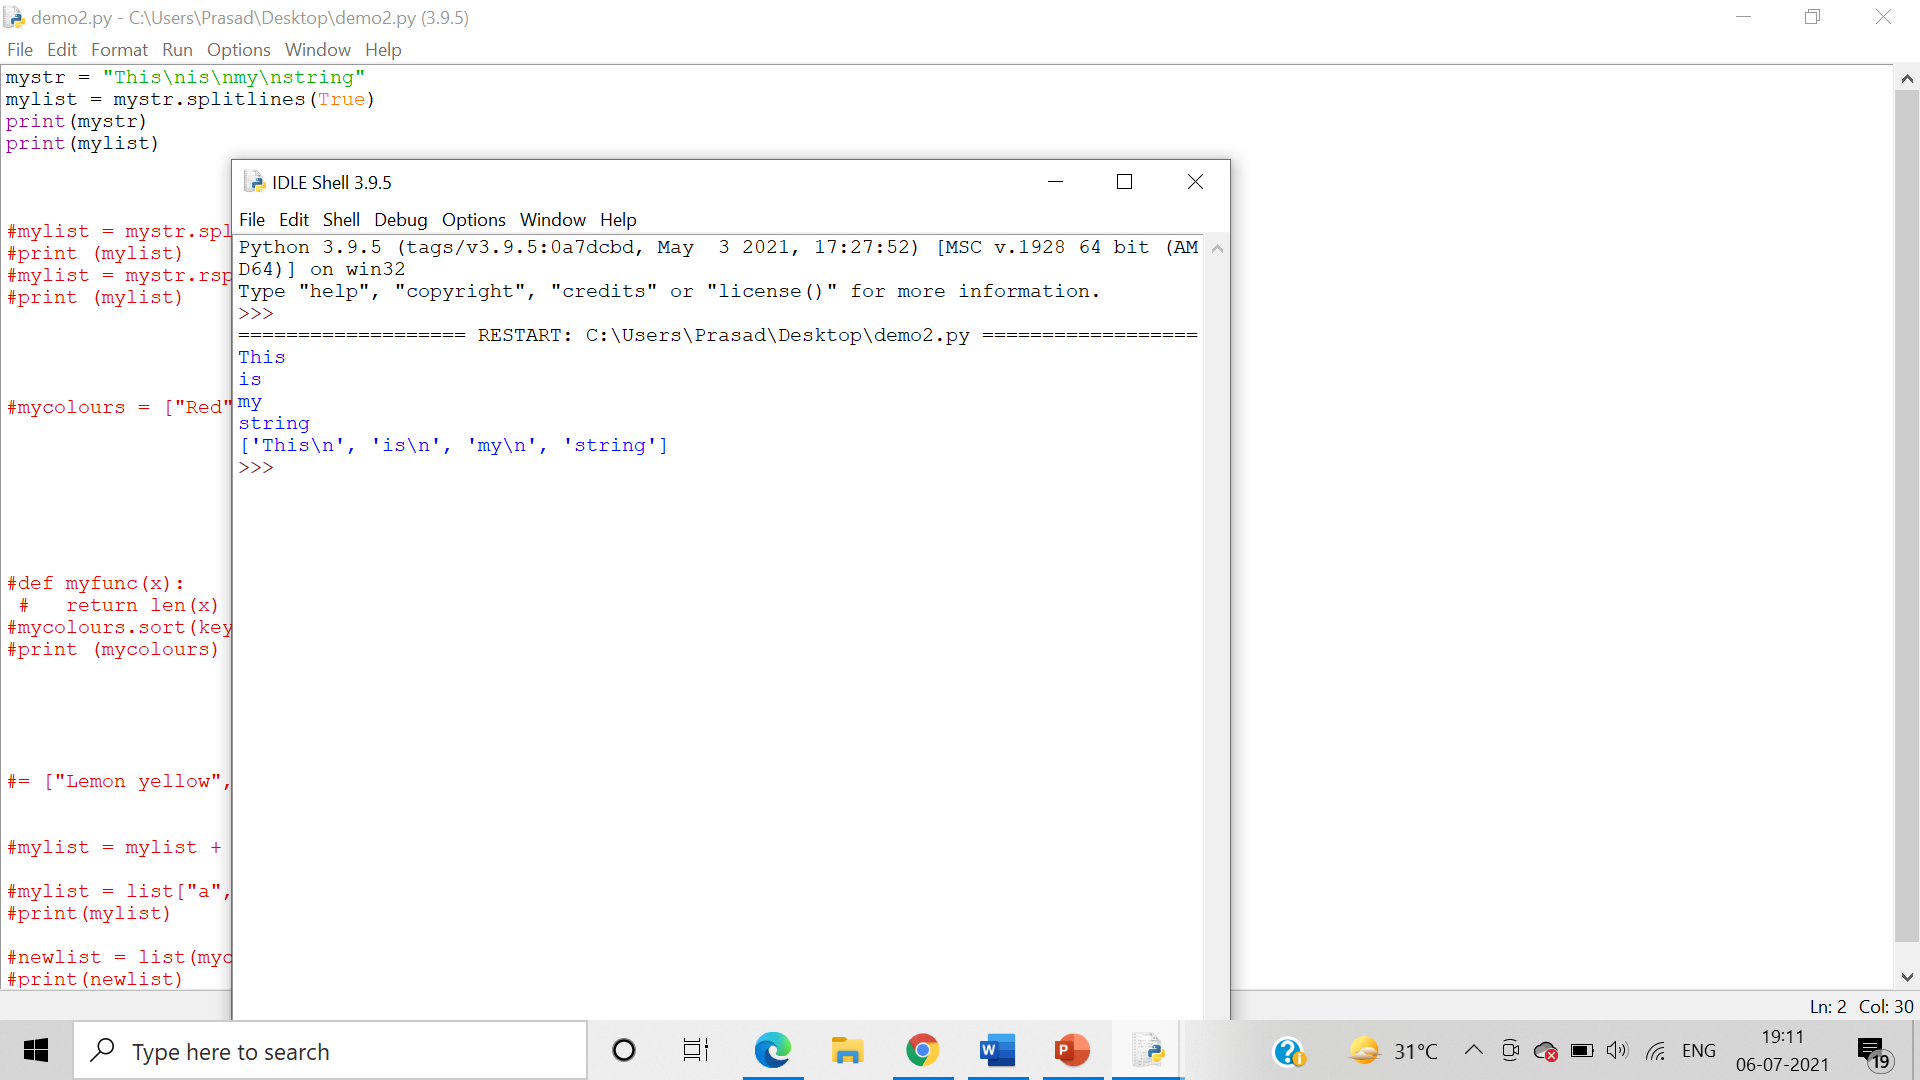 demo2.py - C:\Users\Prasad\Desktop\demo2.py (3.9.5)
File Edit Format Run Options Window Help
mystr = "This\nis\nmy\nstring"
mylist = mystr.splitlines(True)
print(mystr)
print(mylist)
#mylist = mystr.spl
#print (mylist)
#mylist = mystr.rsp
#print (mylist)
#mycolours = ["Red"
#def myfunc(x):
#   return len(x)
#mycolours.sort(key
#print (mycolours)
#= ["Lemon yellow",
#mylist = mylist +
#mylist = list["a",
#print(mylist)
#newlist = list(myc
#print(newlist)
IDLE Shell 3.9.5
File Edit Shell Debug Options Window Help
Python 3.9.5 (tags/v3.9.5:0a7dcbd, May  3 2021, 17:27:52) [MSC v.1928 64 bit (AM
D64)] on win32
Type "help", "copyright", "credits" or "license()" for more information.
>>>
=================== RESTART: C:\Users\Prasad\Desktop\demo2.py ==================
This
is
my
string
['This\n', 'is\n', 'my\n', 'string']
>>>
Ln: 2 Col: 30
Type here to search
31°C
ENG
19:11
06-07-2021
19